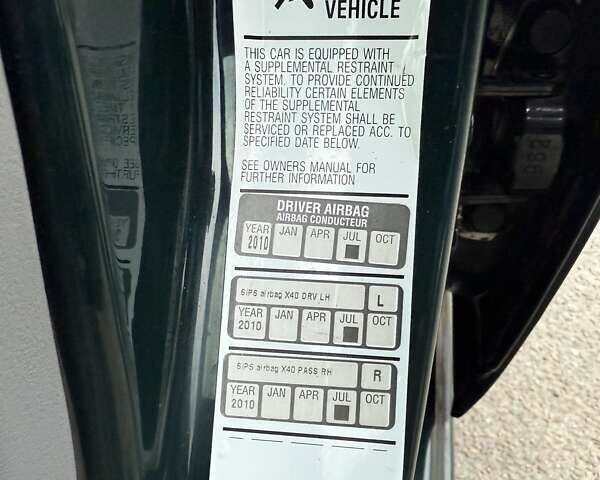 VEHICLE
THIS CAR IS EQUIPPED WITH
A SUPPLEMENTAL RESTRAINT
SYSTEM. TO PROVIDE CONTINUED
RELIABILITY CERTAIN ELEMENTS
OF THE SUPPLEMENTAL
RESTRAINT SYSTEM SHALL BE
SERVICED OR REPLACED ACC. TO
SPECIFIED DATE BELOW.
SEE OWNERS MANUAL FOR
FURTHER INFORMATION
DRIVER AIRBAG
AIRBAG CONDUCTEUR
YEAR JAN APR JUL OCT
2010
SIPS airbag X40 DRV LH L
YEAR JAN APR JUL OCT
2010
SIPS airbag X40 PASS RH R
YEAR JAN APR JUL OCT
2010